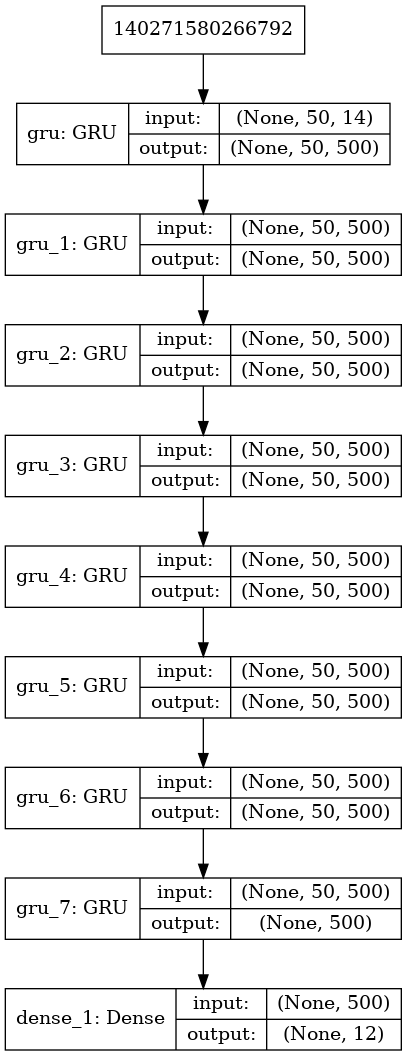 140271580266792
gru: GRU
input:
(None, 50, 14)
output:
(None, 50, 500)
gru_1: GRU
input:
(None, 50, 500)
output:
(None, 50, 500)
gru_2: GRU
input:
(None, 50, 500)
output:
(None, 50, 500)
gru_3: GRU
input:
(None, 50, 500)
output:
(None, 50, 500)
gru_4: GRU
input:
(None, 50, 500)
output:
(None, 50, 500)
gru_5: GRU
input:
(None, 50, 500)
output:
(None, 50, 500)
gru_6: GRU
input:
(None, 50, 500)
output:
(None, 50, 500)
gru_7: GRU
input:
(None, 50, 500)
output:
(None, 500)
dense_1: Dense
input:
(None, 500)
output:
(None, 12)